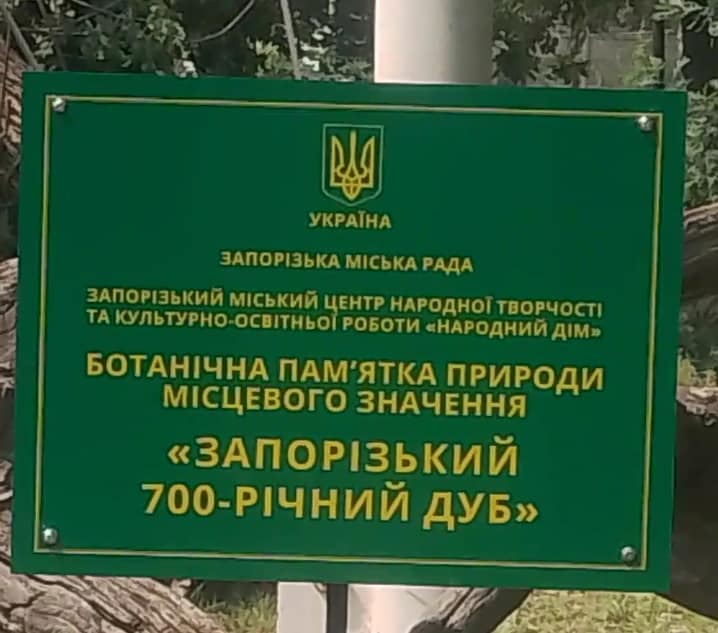 УКРАЇНА
ЗАПОРІЗЬКА МІСЬКА РАДА
ЗАПОРІЗЬКИЙ МІСЬКИЙ ЦЕНТР НАРОДНОЇ ТВОРЧОСТІ
ТА КУЛЬТУРНО-ОСВІТНЬОЇ РОБОТИ «НАРОДНИЙ ДІМ»
БОТАНІЧНА ПАМ‘ЯТКА ПРИРОДИ
МІСЦЕВОГО ЗНАЧЕННЯ
«ЗАПОРІЗЬКИЙ
700-РІЧНИЙ ДУБ»